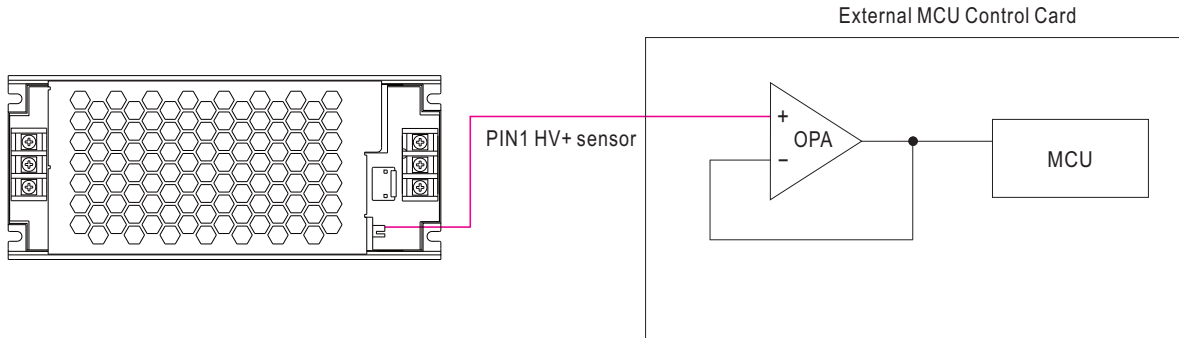 External MCU Control Card
PIN1 HV+ sensor
+
OPA
−
MCU